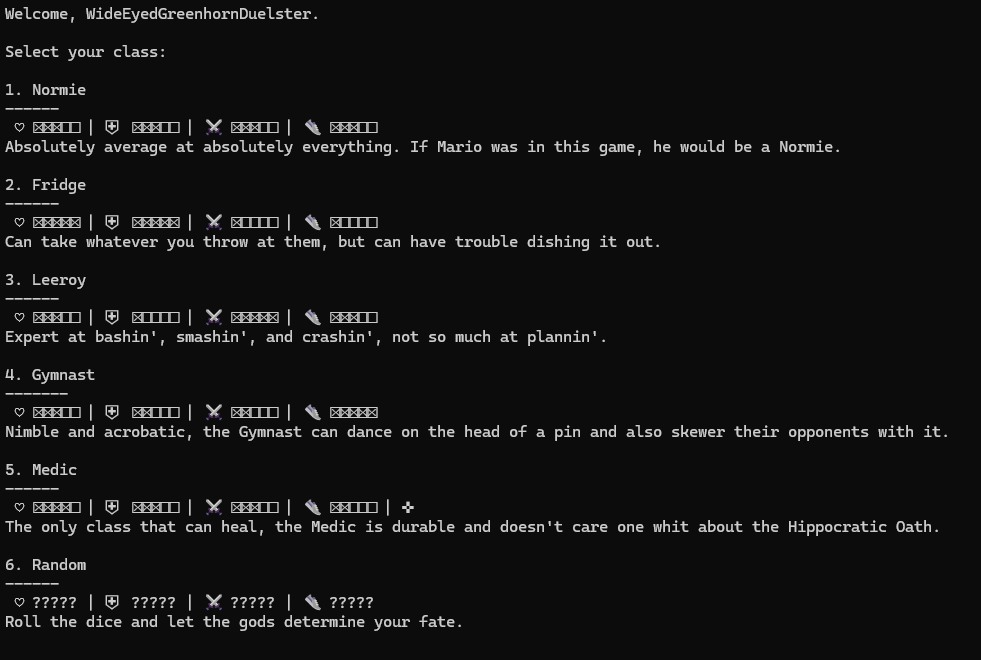 Welcome, WideEyedGreenhornDuelster.
Select your class:
1. Normie
------
♡ ☒☒☒☐☐ | ⛨ ☒☒☒☐☐ | ⚔ ☒☒☒☐☐ | 👟 ☒☒☒☐☐
Absolutely average at absolutely everything. If Mario was in this game, he would be a Normie.
2. Fridge
------
♡ ☒☒☒☒☒ | ⛨ ☒☒☒☒☒ | ⚔ ☒☐☐☐☐ | 👟 ☒☐☐☐☐
Can take whatever you throw at them, but can have trouble dishing it out.
3. Leeroy
------
♡ ☒☒☒☐☐ | ⛨ ☒☐☐☐☐ | ⚔ ☒☒☒☒☒ | 👟 ☒☒☒☐☐
Expert at bashin', smashin', and crashin', not so much at plannin'.
4. Gymnast
-------
♡ ☒☒☒☐☐ | ⛨ ☒☒☐☐☐ | ⚔ ☒☒☐☐☐ | 👟 ☒☒☒☒☒
Nimble and acrobatic, the Gymnast can dance on the head of a pin and also skewer their opponents with it.
5. Medic
------
♡ ☒☒☒☒☐ | ⛨ ☒☒☒☐☐ | ⚔ ☒☒☐☐☐ | 👟 ☒☒☐☐☐ | ✜
The only class that can heal, the Medic is durable and doesn't care one whit about the Hippocratic Oath.
6. Random
------
♡ ????? | ⛨ ????? | ⚔ ????? | 👟 ?????
Roll the dice and let the gods determine your fate.